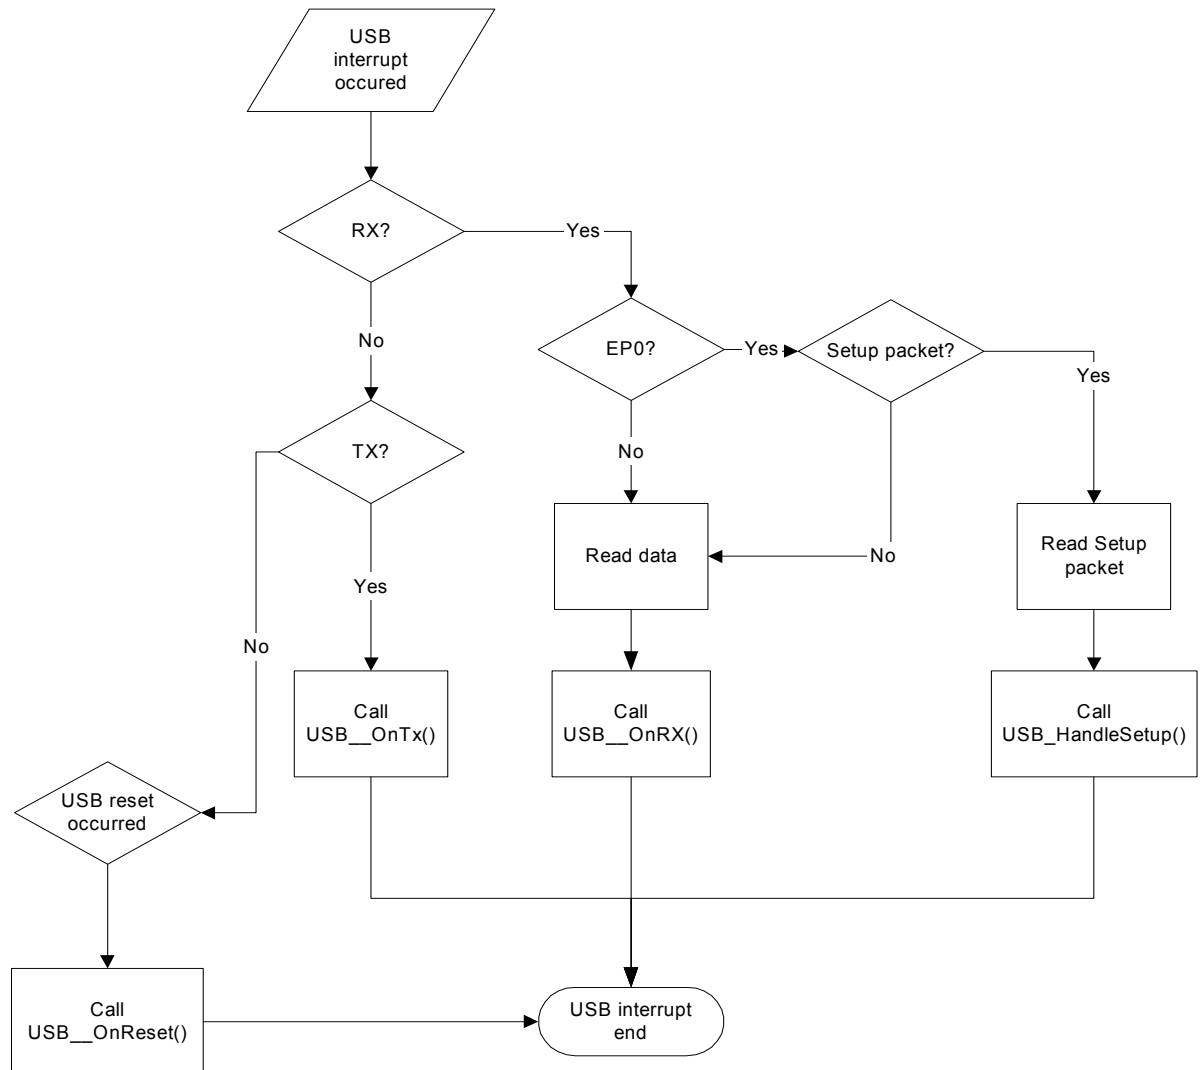 USB
interrupt
occured
RX?
Yes
No
EP0?
Yes
Setup packet?
Yes
TX?
No
No
Read data
No
Read Setup
packet
Yes
No
Call
USB__OnTx()
Call
USB__OnRX()
Call
USB_HandleSetup()
USB reset
occurred
Call
USB__OnReset()
USB interrupt
end